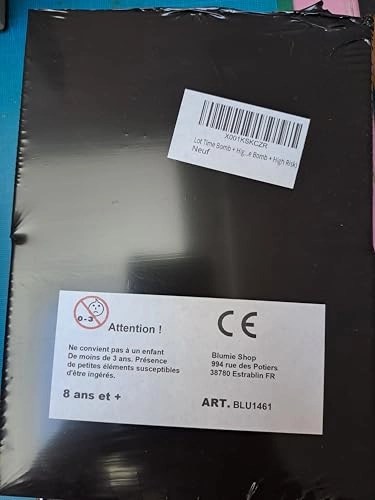 X001KSKCZR
Lot Time Bomb + Hig...e Bomb + High Risk)
Neuf
0-3
Attention !
CE
Ne convient pas à un enfant
De moins de 3 ans. Présence
de petites éléments susceptibles
d'être ingérés.
8 ans et +
Blumie Shop
994 rue des Potiers
38780 Estrablin FR
ART. BLU1461